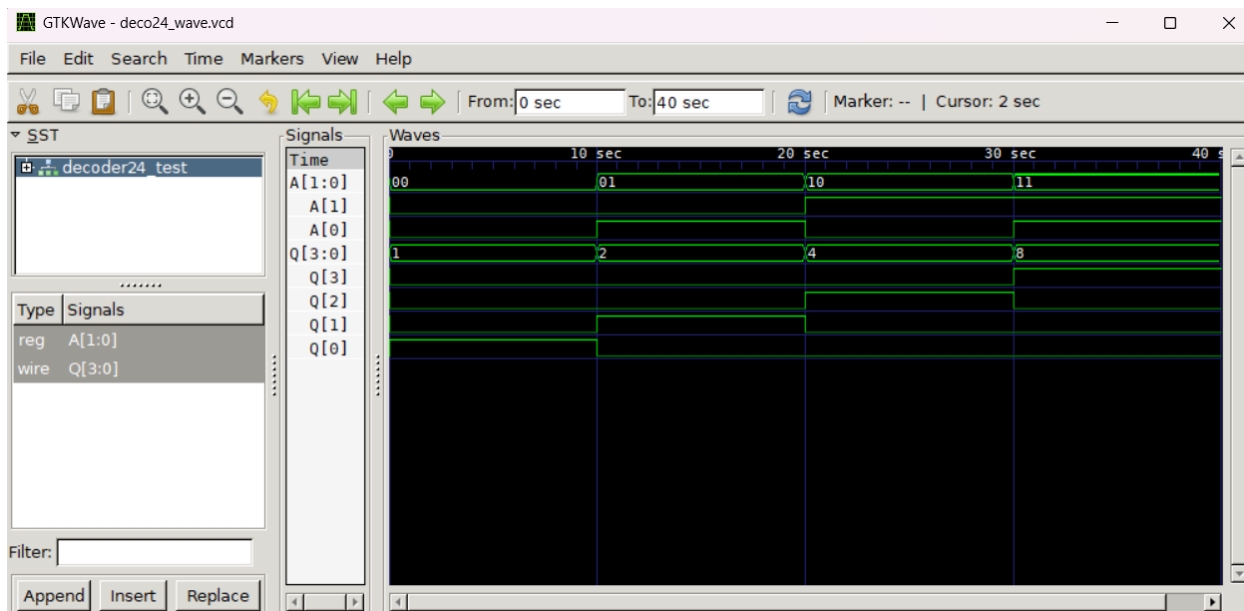 GTKWave - deco24_wave.vcd
File Edit Search Time Markers View Help
From: 0 sec To: 40 sec Marker: -- | Cursor: 2 sec
SST
decoder24_test
Type Signals
reg A[1:0]
wire Q[3:0]
Filter:
Append Insert Replace
Signals
Time
A[1:0]
A[1]
A[0]
Q[3:0]
Q[3]
Q[2]
Q[1]
Q[0]
Waves
0 10 sec 20 sec 30 sec 40 s
00 01 10 11
1 2 4 8